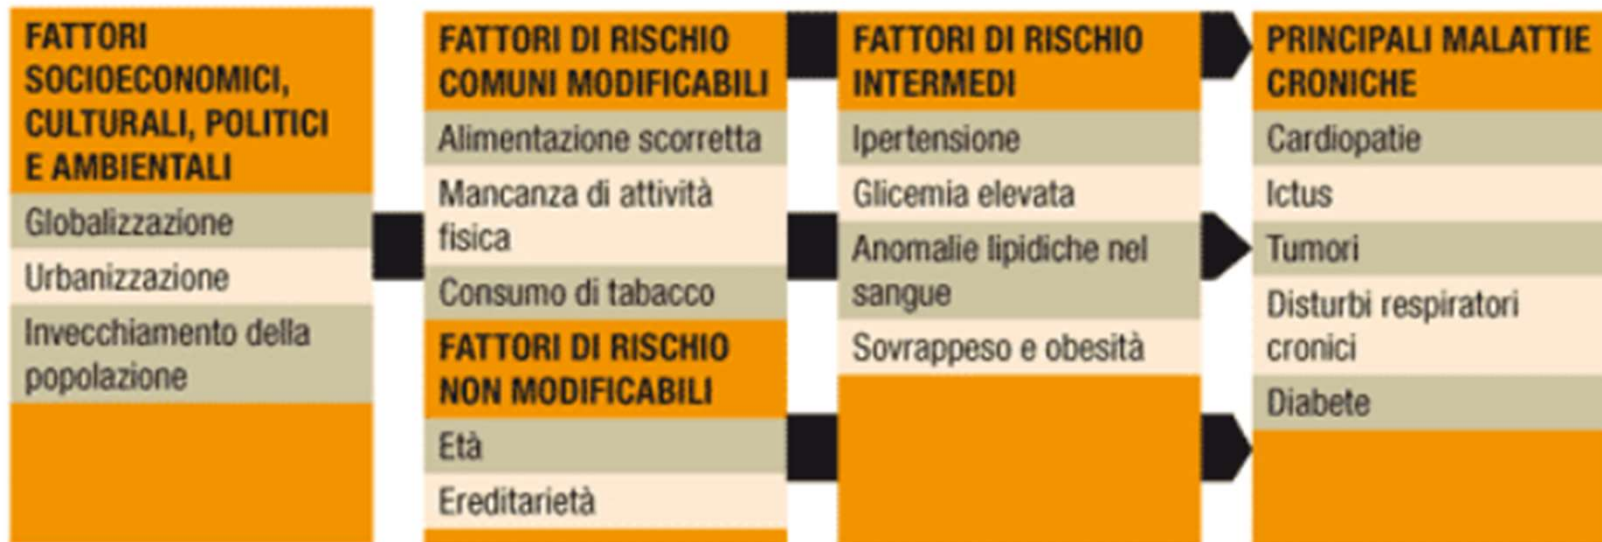 FATTORI
SOCIOECONOMICI,
CULTURALI, POLITICI
E AMBIENTALI
Globalizzazione
Urbanizzazione
Invecchiamento della
popolazione
FATTORI DI RISCHIO
COMUNI MODIFICABILI
Alimentazione scorretta
Mancanza di attività
fisica
Consumo di tabacco
FATTORI DI RISCHIO
NON MODIFICABILI
Età
Ereditarietà
FATTORI DI RISCHIO
INTERMEDI
Ipertensione
Glicemia elevata
Anomalie lipidiche nel
sangue
Sovrappeso e obesità
PRINCIPALI MALATTIE
CRONICHE
Cardiopatie
Ictus
Tumori
Disturbi respiratori
cronici
Diabete